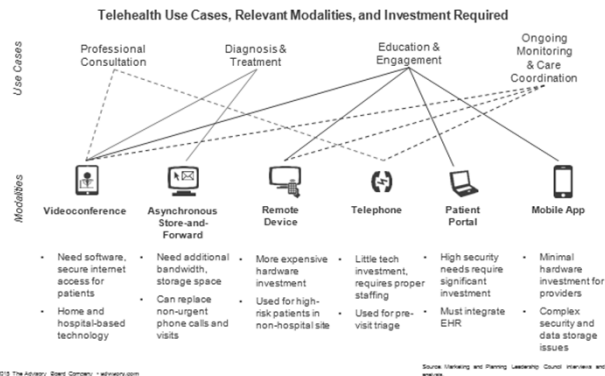 Telehealth Use Cases, Relevant Modalities, and Investment Required
Use Cases
Professional
Consultation
Diagnosis &
Treatment
Education &
Engagement
Ongoing
Monitoring
& Care
Coordination
Modalities
Videoconference
Asynchronous
Store-and-
Forward
Remote
Device
Telephone
Patient
Portal
Mobile App
• Need software,
secure internet
access for
patients
• Home and
hospital-based
technology
• Need additional
bandwidth,
storage space
• Can replace
non-urgent
phone calls and
visits
• More expensive
hardware
investment
• Used for high-
risk patients in
non-hospital site
• Little tech
investment,
requires proper
staffing
• Used for pre-
visit triage
• High security
needs require
significant
investment
• Must integrate
EHR
• Minimal
hardware
investment for
providers
• Complex
security and
data storage
issues
The Advisory Board Company • advisory.com
Source: Marketing and Planning Leadership Council interviews and
analysis.